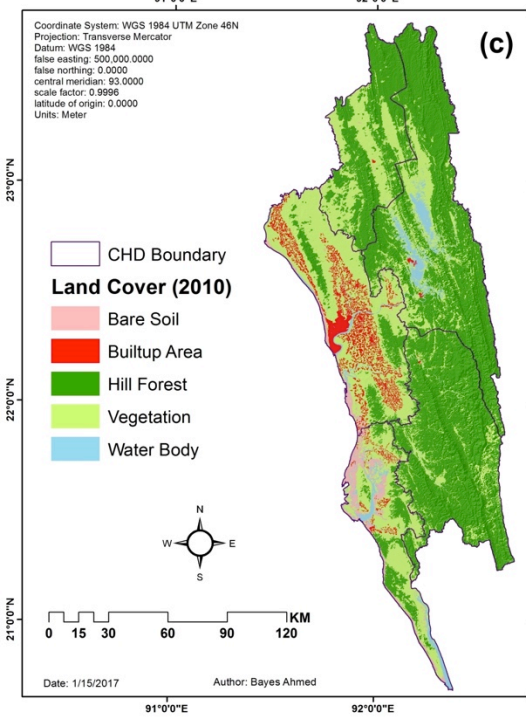 Coordinate System: WGS 1984 UTM Zone 46N
Projection: Transverse Mercator
Datum: WGS 1984
false easting: 500,000.0000
false northing: 0.0000
central meridian: 93.0000
scale factor: 0.9996
latitude of origin: 0.0000
Units: Meter
(c)
23°0'0"N
CHD Boundary
Land Cover (2010)
Bare Soil
Builtup Area
Hill Forest
Vegetation
Water Body
22°0'0"N
N
W E
S
KM
0 15 30 60 90 120
21°0'0"N
Date: 1/15/2017 Author: Bayes Ahmed
91°0'0"E 92°0'0"E